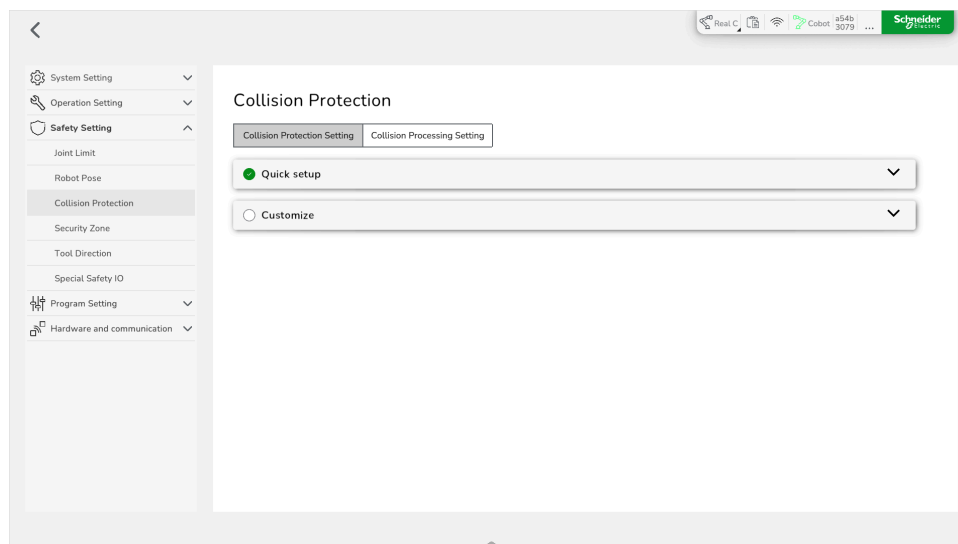 Real C
Cobot
a54b
3079
...
Schneider
Electric
System Setting
Operation Setting
Safety Setting
Joint Limit
Robot Pose
Collision Protection
Security Zone
Tool Direction
Special Safety IO
Program Setting
Hardware and communication
Collision Protection
Collision Protection Setting
Collision Processing Setting
Quick setup
Customize